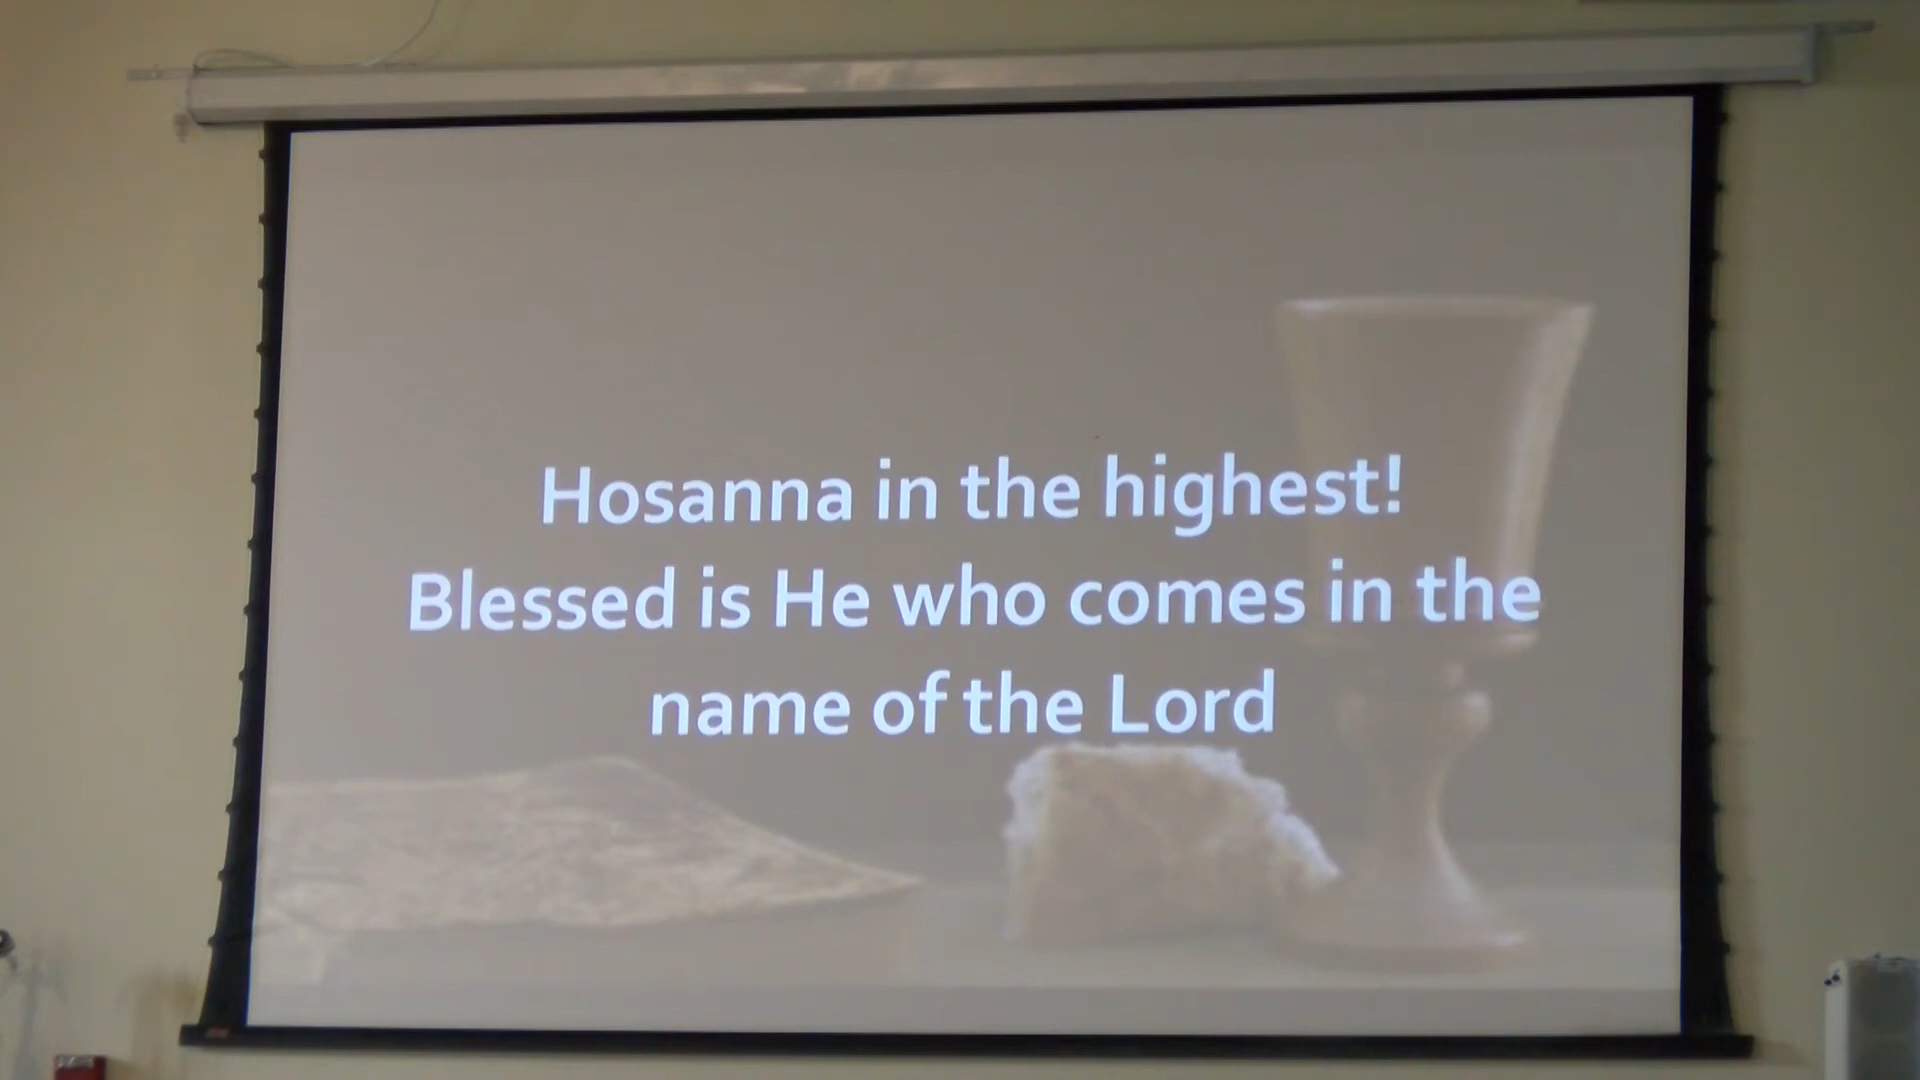 Hosanna in the highest!
Blessed is He who comes in the
name of the Lord